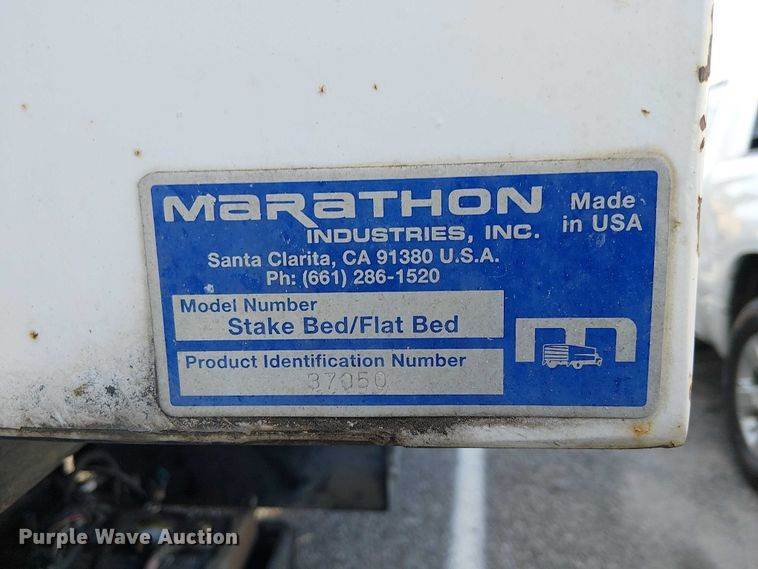 MARATHON
INDUSTRIES, INC.
Made
in USA
Santa Clarita, CA 91380 U.S.A.
Ph: (661) 286-1520
Model Number
Stake Bed/Flat Bed
Product Identification Number
37050
Purple Wave Auction